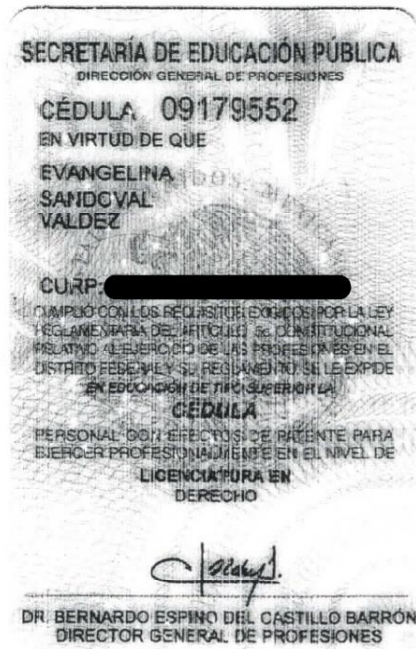 SECRETARÍA DE EDUCACIÓN PÚBLICA
DIRECCIÓN GENERAL DE PROFESIONES
CÉDULA 09179552
EN VIRTUD DE QUE
EVANGELINA
SANDOVAL
VALDEZ
CURP:
CUMPLIÓ CON LOS REQUISITOS EXIGIDOS POR LA LEY
REGLAMENTARIA DEL ARTÍCULO 5o. CONSTITUCIONAL
RELATIVO AL EJERCICIO DE LAS PROFESIONES EN EL
DISTRITO FEDERAL Y SU REGLAMENTO SE LE EXPIDE
EN EDUCACIÓN DE TIPO SUPERIOR LA
CÉDULA
PERSONAL CON EFECTOS DE PATENTE PARA
EJERCER PROFESIONALMENTE EN EL NIVEL DE
LICENCIATURA EN
DERECHO
DR. BERNARDO ESPINO DEL CASTILLO BARRÓN
DIRECTOR GENERAL DE PROFESIONES